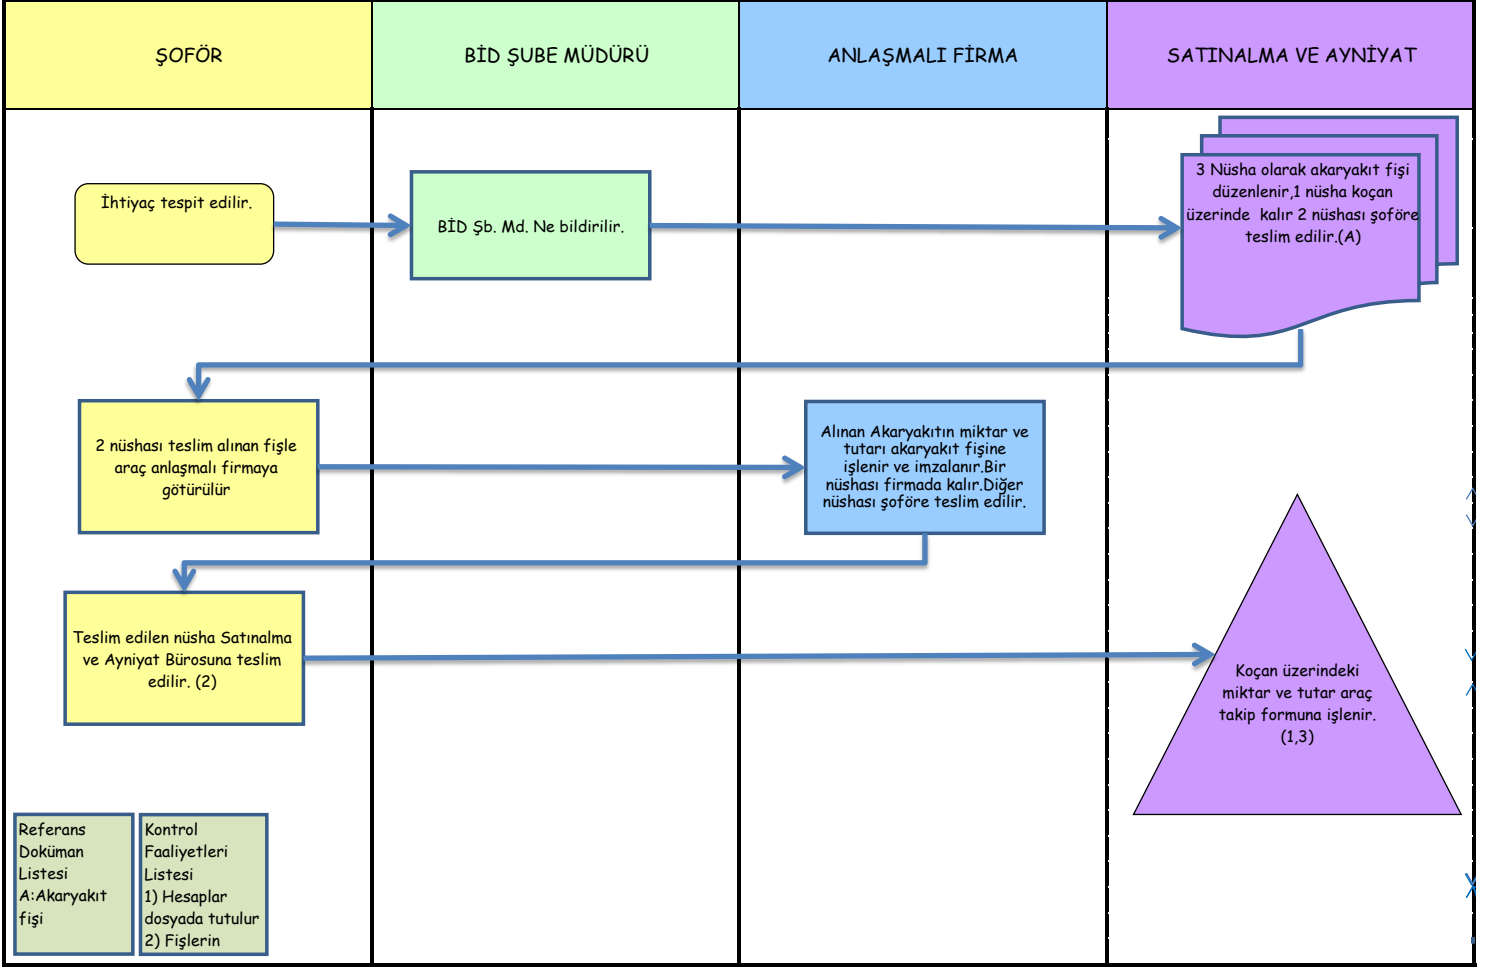 ŞOFÖR
BİD ŞUBE MÜDÜRÜ
ANLAŞMALI FİRMA
SATINALMA VE AYNİYAT
İhtiyaç tespit edilir.
BİD Şb. Md. Ne bildirilir.
3 Nüsha olarak akaryakıt fişi
düzenlenir,1 nüsha koçan
üzerinde kalır 2 nüshası şoföre
teslim edilir.(A)
2 nüshası teslim alınan fişle
araç anlaşmalı firmaya
götürülür
Alınan Akaryakıtın miktar ve
tutarı akaryakıt fişine
işlenir ve imzalanır.Bir
nüshası firmada kalır.Diğer
nüshası şoföre teslim edilir.
Teslim edilen nüsha Satınalma
ve Ayniyat Bürosuna teslim
edilir. (2)
Koçan üzerindeki
miktar ve tutar araç
takip formuna işlenir.
(1,3)
Referans
Doküman
Listesi
A:Akaryakıt
fişi
Kontrol
Faaliyetleri
Listesi
1) Hesaplar
dosyada tutulur
2) Fişlerin